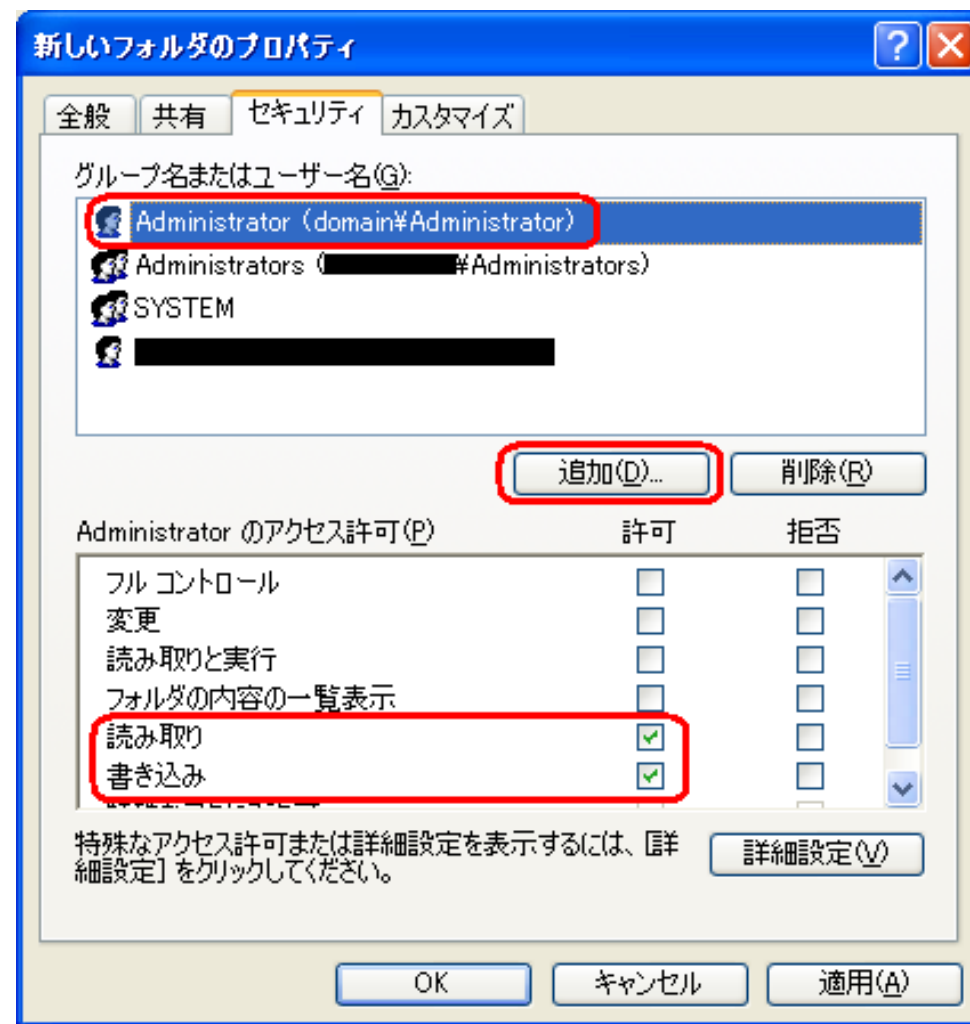 新しいフォルダのプロパティ
全般 共有 セキュリティ カスタマイズ
グループ名またはユーザー名(G):
Administrator (domain¥Administrator)
Administrators (¥Administrators)
SYSTEM
追加(D)... 削除(R)
Administrator のアクセス許可(P) 許可 拒否
フル コントロール
変更
読み取りと実行
フォルダの内容の一覧表示
読み取り
書き込み
特殊なアクセス許可または詳細設定を表示するには、[詳
細設定] をクリックしてください。
詳細設定(V)
OK キャンセル 適用(A)